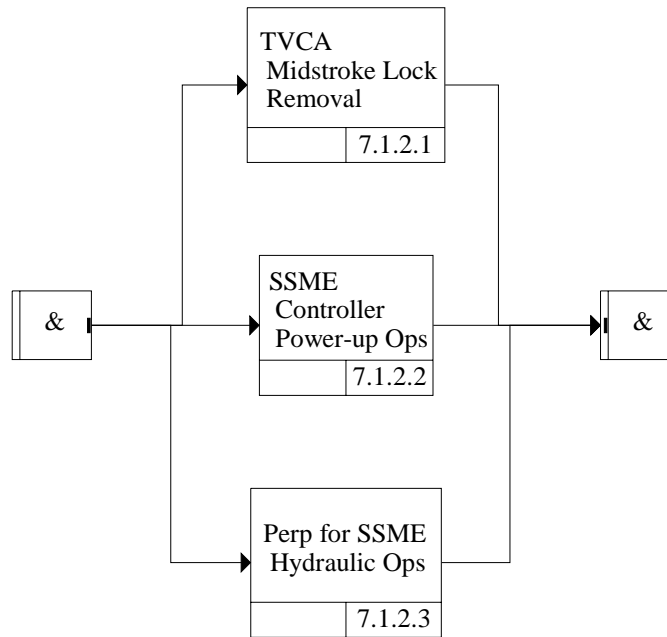 TVCA
Midstroke Lock
Removal
7.1.2.1
&
SSME
Controller
Power-up Ops
7.1.2.2
&
Perp for SSME
Hydraulic Ops
7.1.2.3